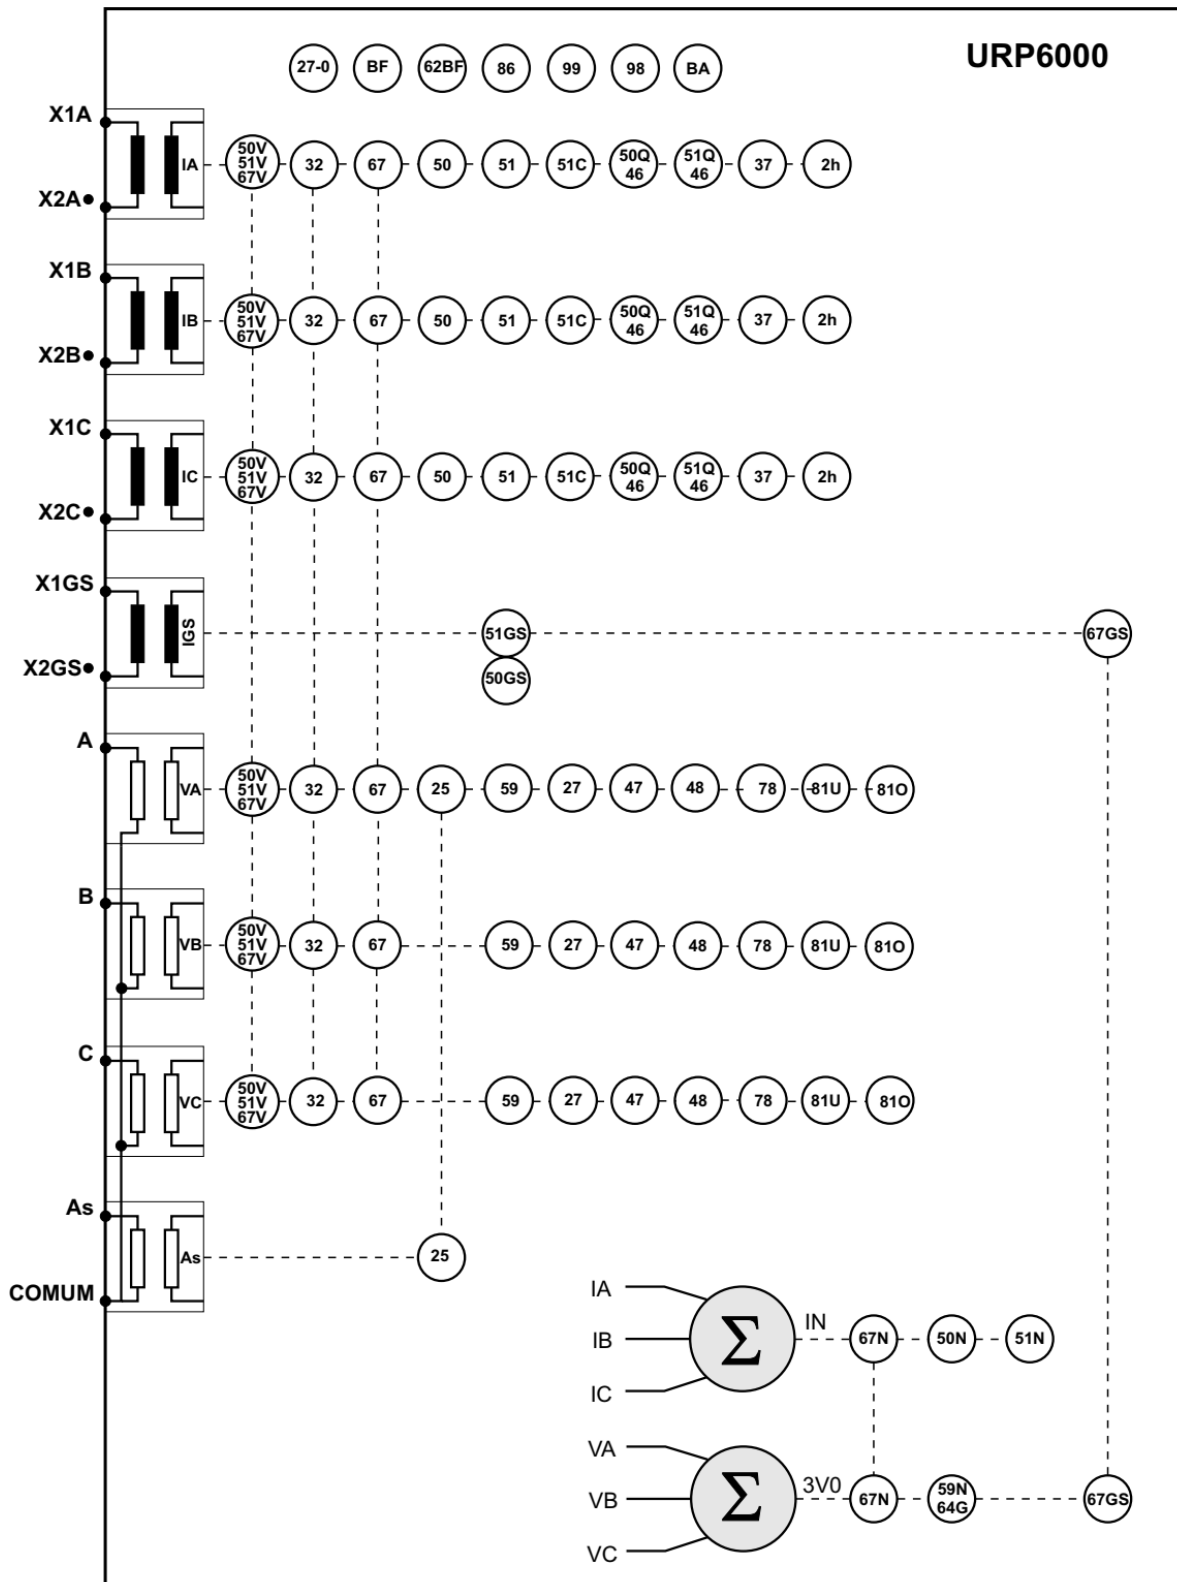 URP6000
27-0 BF 62BF 86 99 98 BA
X1A
IA 50V 51V 67V 32 67 50 51 51C 50Q 46 51Q 46 37 2h
X2A•
X1B
IB 50V 51V 67V 32 67 50 51 51C 50Q 46 51Q 46 37 2h
X2B•
X1C
IC 50V 51V 67V 32 67 50 51 51C 50Q 46 51Q 46 37 2h
X2C•
X1GS
IGS 51GS 67GS
X2GS•
50GS
A
VA 50V 51V 67V 32 67 25 59 27 47 48 78 81U 81O
B
VB 50V 51V 67V 32 67 59 27 47 48 78 81U 81O
C
VC 50V 51V 67V 32 67 59 27 47 48 78 81U 81O
As
As 25
COMUM
IA
IB
IC
Σ IN 67N 50N 51N
VA
VB
VC
Σ 3V0 67N 59N 64G 67GS